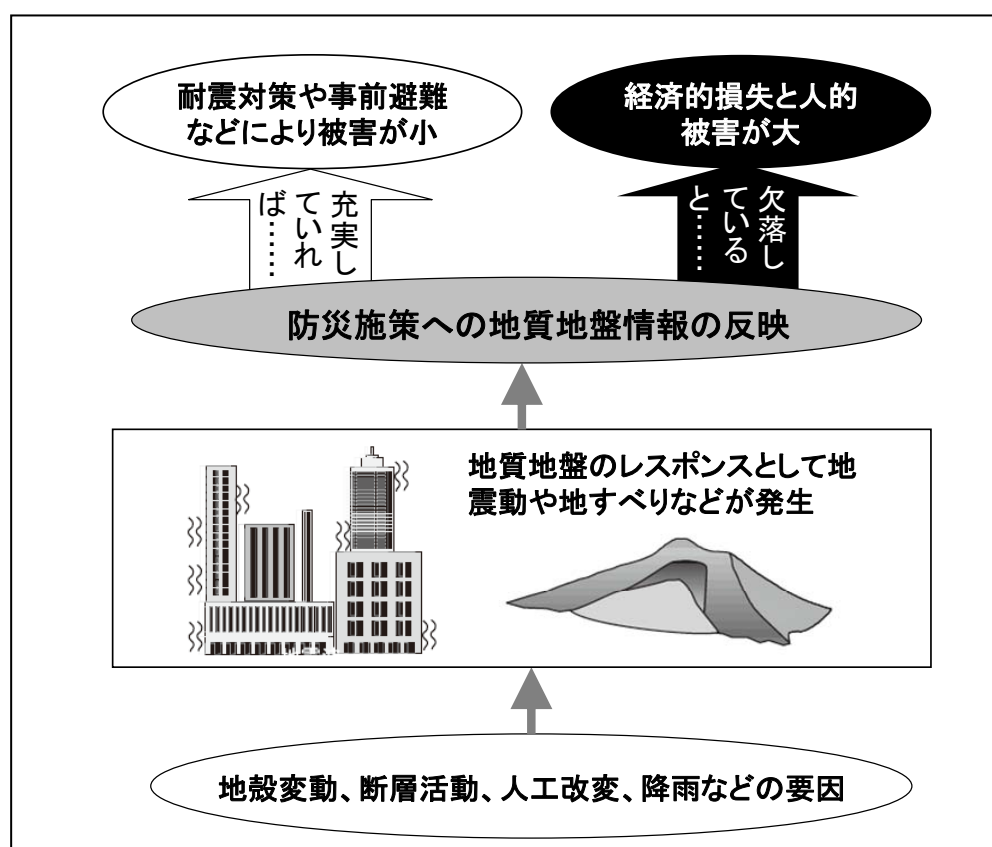 耐震対策や事前避難
などにより被害が小
経済的損失と人的
被害が大
充実し
ていれ
ば……
欠落し
ている
と……
防災施策への地質地盤情報の反映
地質地盤のレスポンスとして地
震動や地すべりなどが発生
地殻変動、断層活動、人工改変、降雨などの要因